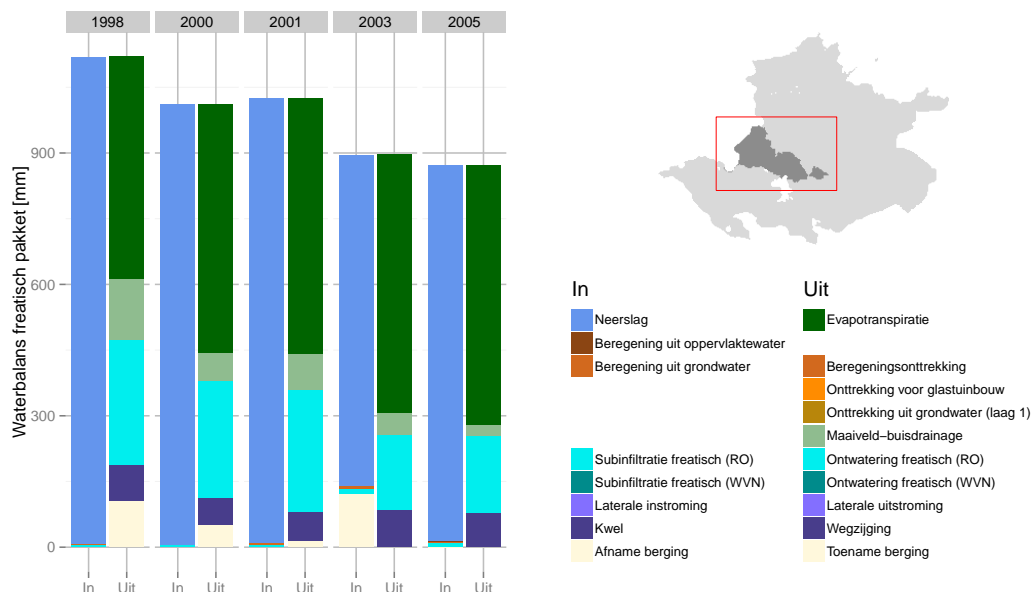 1998 2000 2001 2003 2005
Waterbalans freatisch pakket [mm]
900
600
300
0
In Uit In Uit In Uit In Uit In Uit
In
Neerslag
Beregening uit oppervlaktewater
Beregening uit grondwater
Subinfiltratie freatisch (RO)
Subinfiltratie freatisch (WVN)
Laterale instroming
Kwel
Afname berging
Uit
Evapotranspiratie
Beregeningsonttrekking
Onttrekking voor glastuinbouw
Onttrekking uit grondwater (laag 1)
Maaiveld−buisdrainage
Ontwatering freatisch (RO)
Ontwatering freatisch (WVN)
Laterale uitstroming
Wegzijging
Toename berging